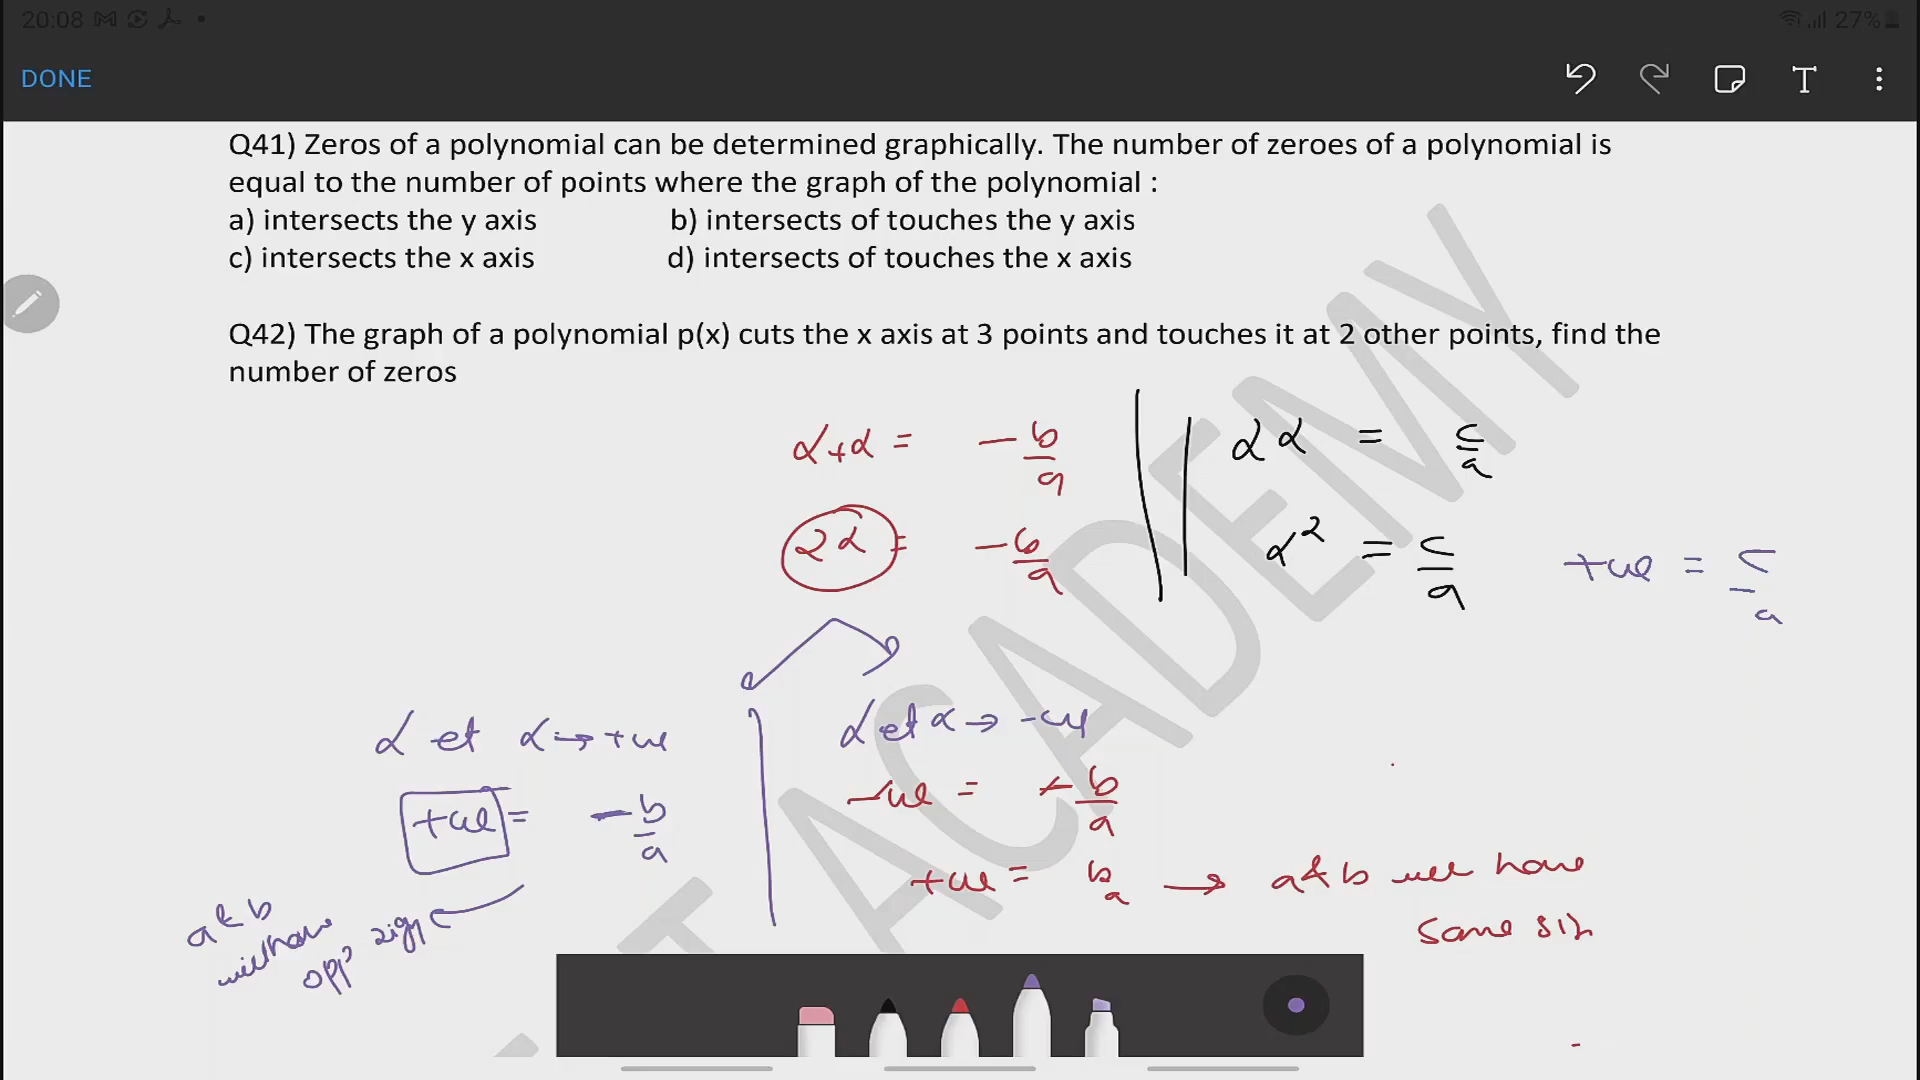 20:08
27%
DONE
T
Q41) Zeros of a polynomial can be determined graphically. The number of zeroes of a polynomial is
equal to the number of points where the graph of the polynomial :
a) intersects the y axis b) intersects of touches the y axis
c) intersects the x axis d) intersects of touches the x axis
Q42) The graph of a polynomial p(x) cuts the x axis at 3 points and touches it at 2 other points, find the
number of zeros
α+α = -b/a
αα = c/a
2α = -b/a
α² = c/a
+ve = c/a
Let α → +ve
Let α → -ve
+ve = -b/a
-ve = -b/a
+ve = b/a → a & b will have
same sign
a & b
will have
opp sign
ACADEMY